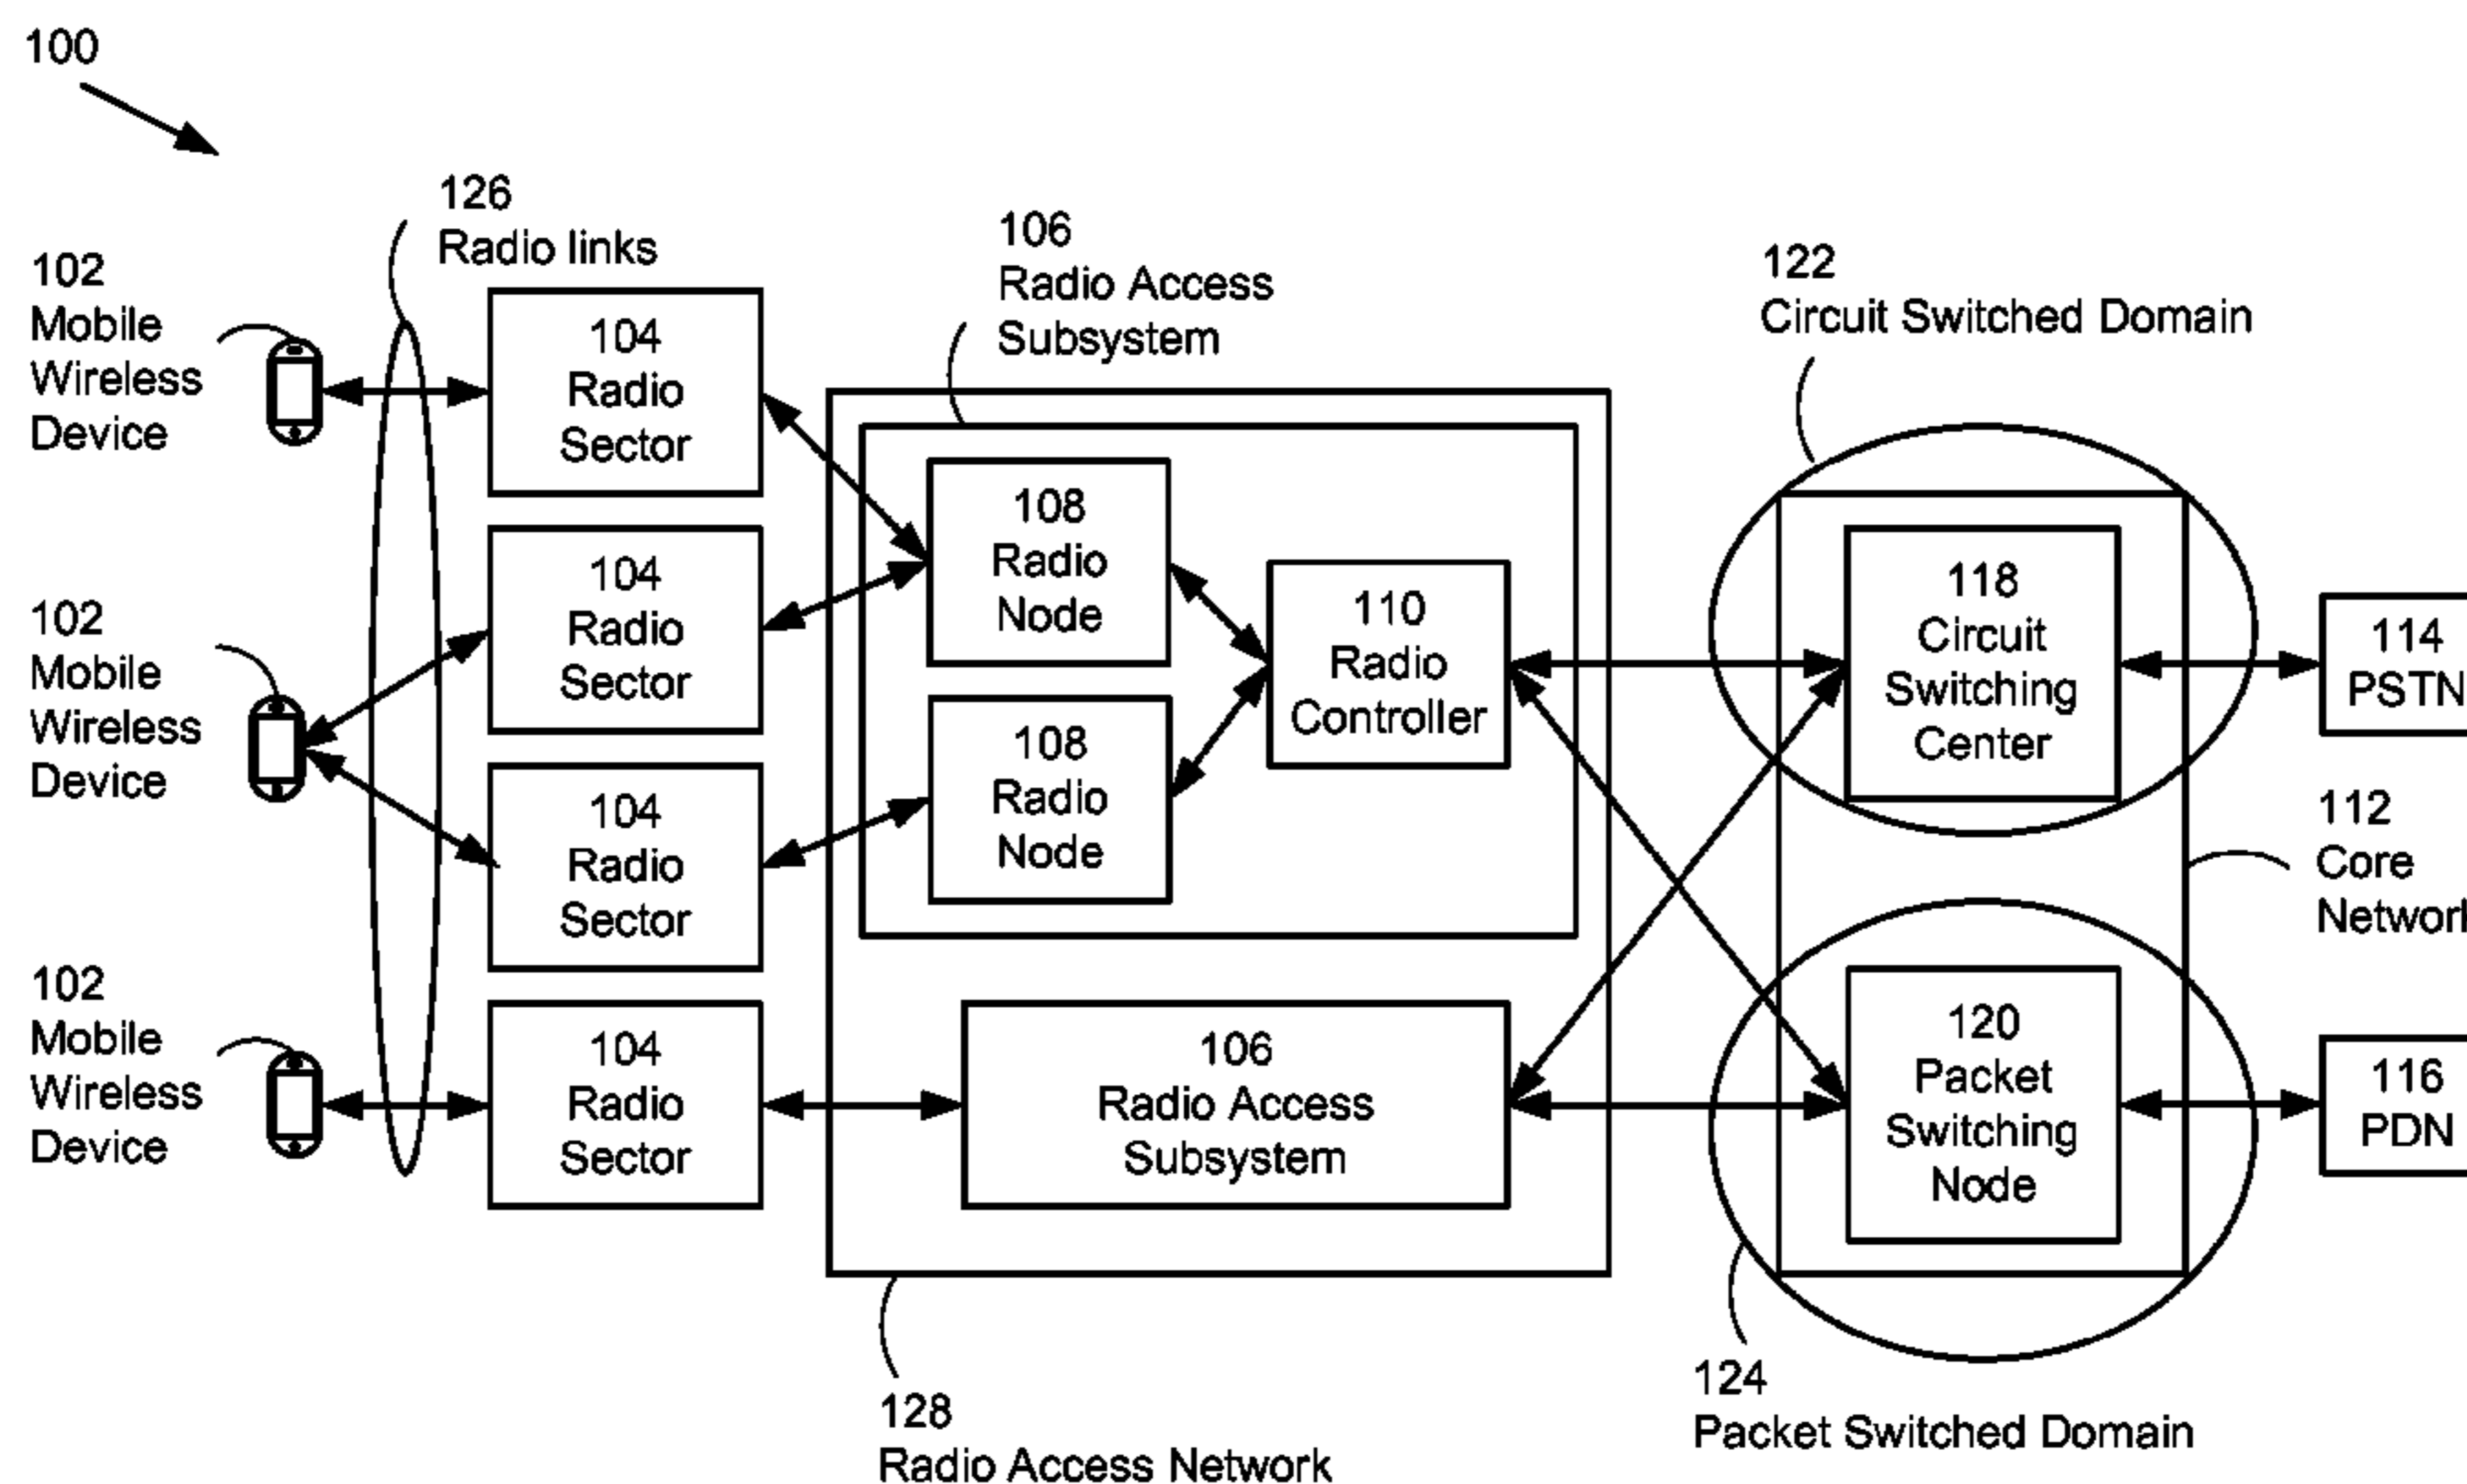 100
126
Radio links
102
Mobile
Wireless
Device
104
Radio
Sector
106
Radio Access
Subsystem
122
Circuit Switched Domain
108
Radio
Node
110
Radio
Controller
118
Circuit
Switching
Center
114
PSTN
102
Mobile
Wireless
Device
104
Radio
Sector
104
Radio
Sector
108
Radio
Node
112
Core
Network
102
Mobile
Wireless
Device
104
Radio
Sector
106
Radio Access
Subsystem
120
Packet
Switching
Node
116
PDN
128
Radio Access Network
124
Packet Switched Domain